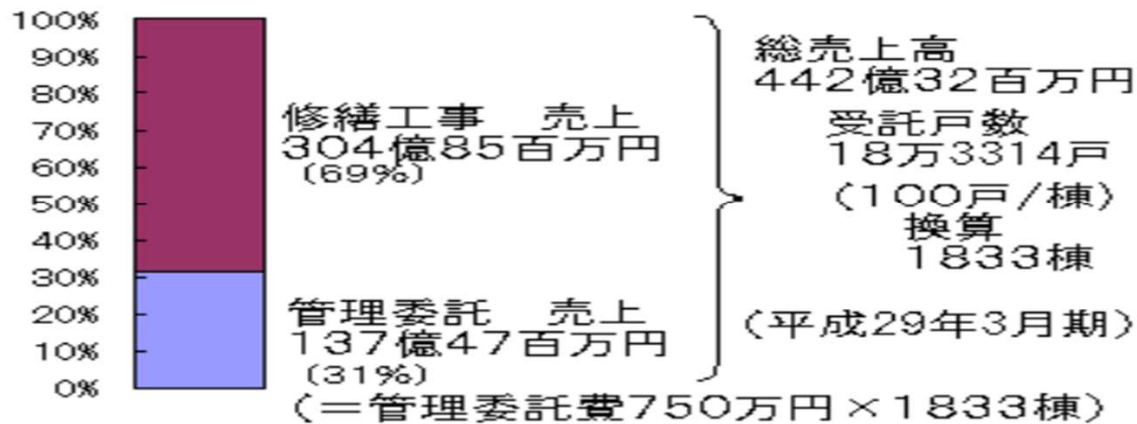 100%
90%
80%
70%
60%
50%
40%
30%
20%
10%
0%
修繕工事　売上
304億85百万円
(69%)
管理委託　売上
137億47百万円
(31%)
(＝管理委託費750万円×1833棟)
総売上高
442億32百万円
受託戸数
18万3314戸
(100戸/棟)
換算
1833棟
(平成29年3月期)